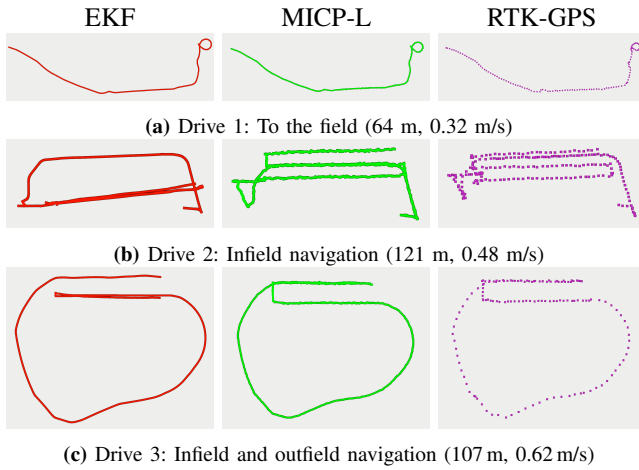 EKF MICP-L RTK-GPS
(a) Drive 1: To the field (64 m, 0.32 m/s)
(b) Drive 2: Infield navigation (121 m, 0.48 m/s)
(c) Drive 3: Infield and outfield navigation (107 m, 0.62 m/s)